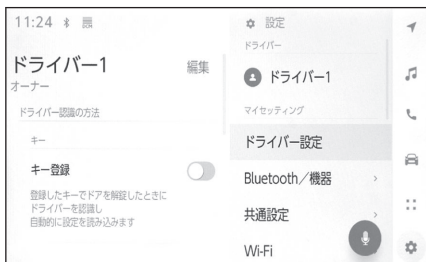 11:24
ドライバー1
編集
オーナー
ドライバー認識の方法
キー
キー登録
登録したキーでドアを解錠したときに
ドライバーを認識し
自動的に設定を読み込みます
設定
ドライバー
ドライバー1
マイセッティング
ドライバー設定
Bluetooth／機器
共通設定
Wi-Fi